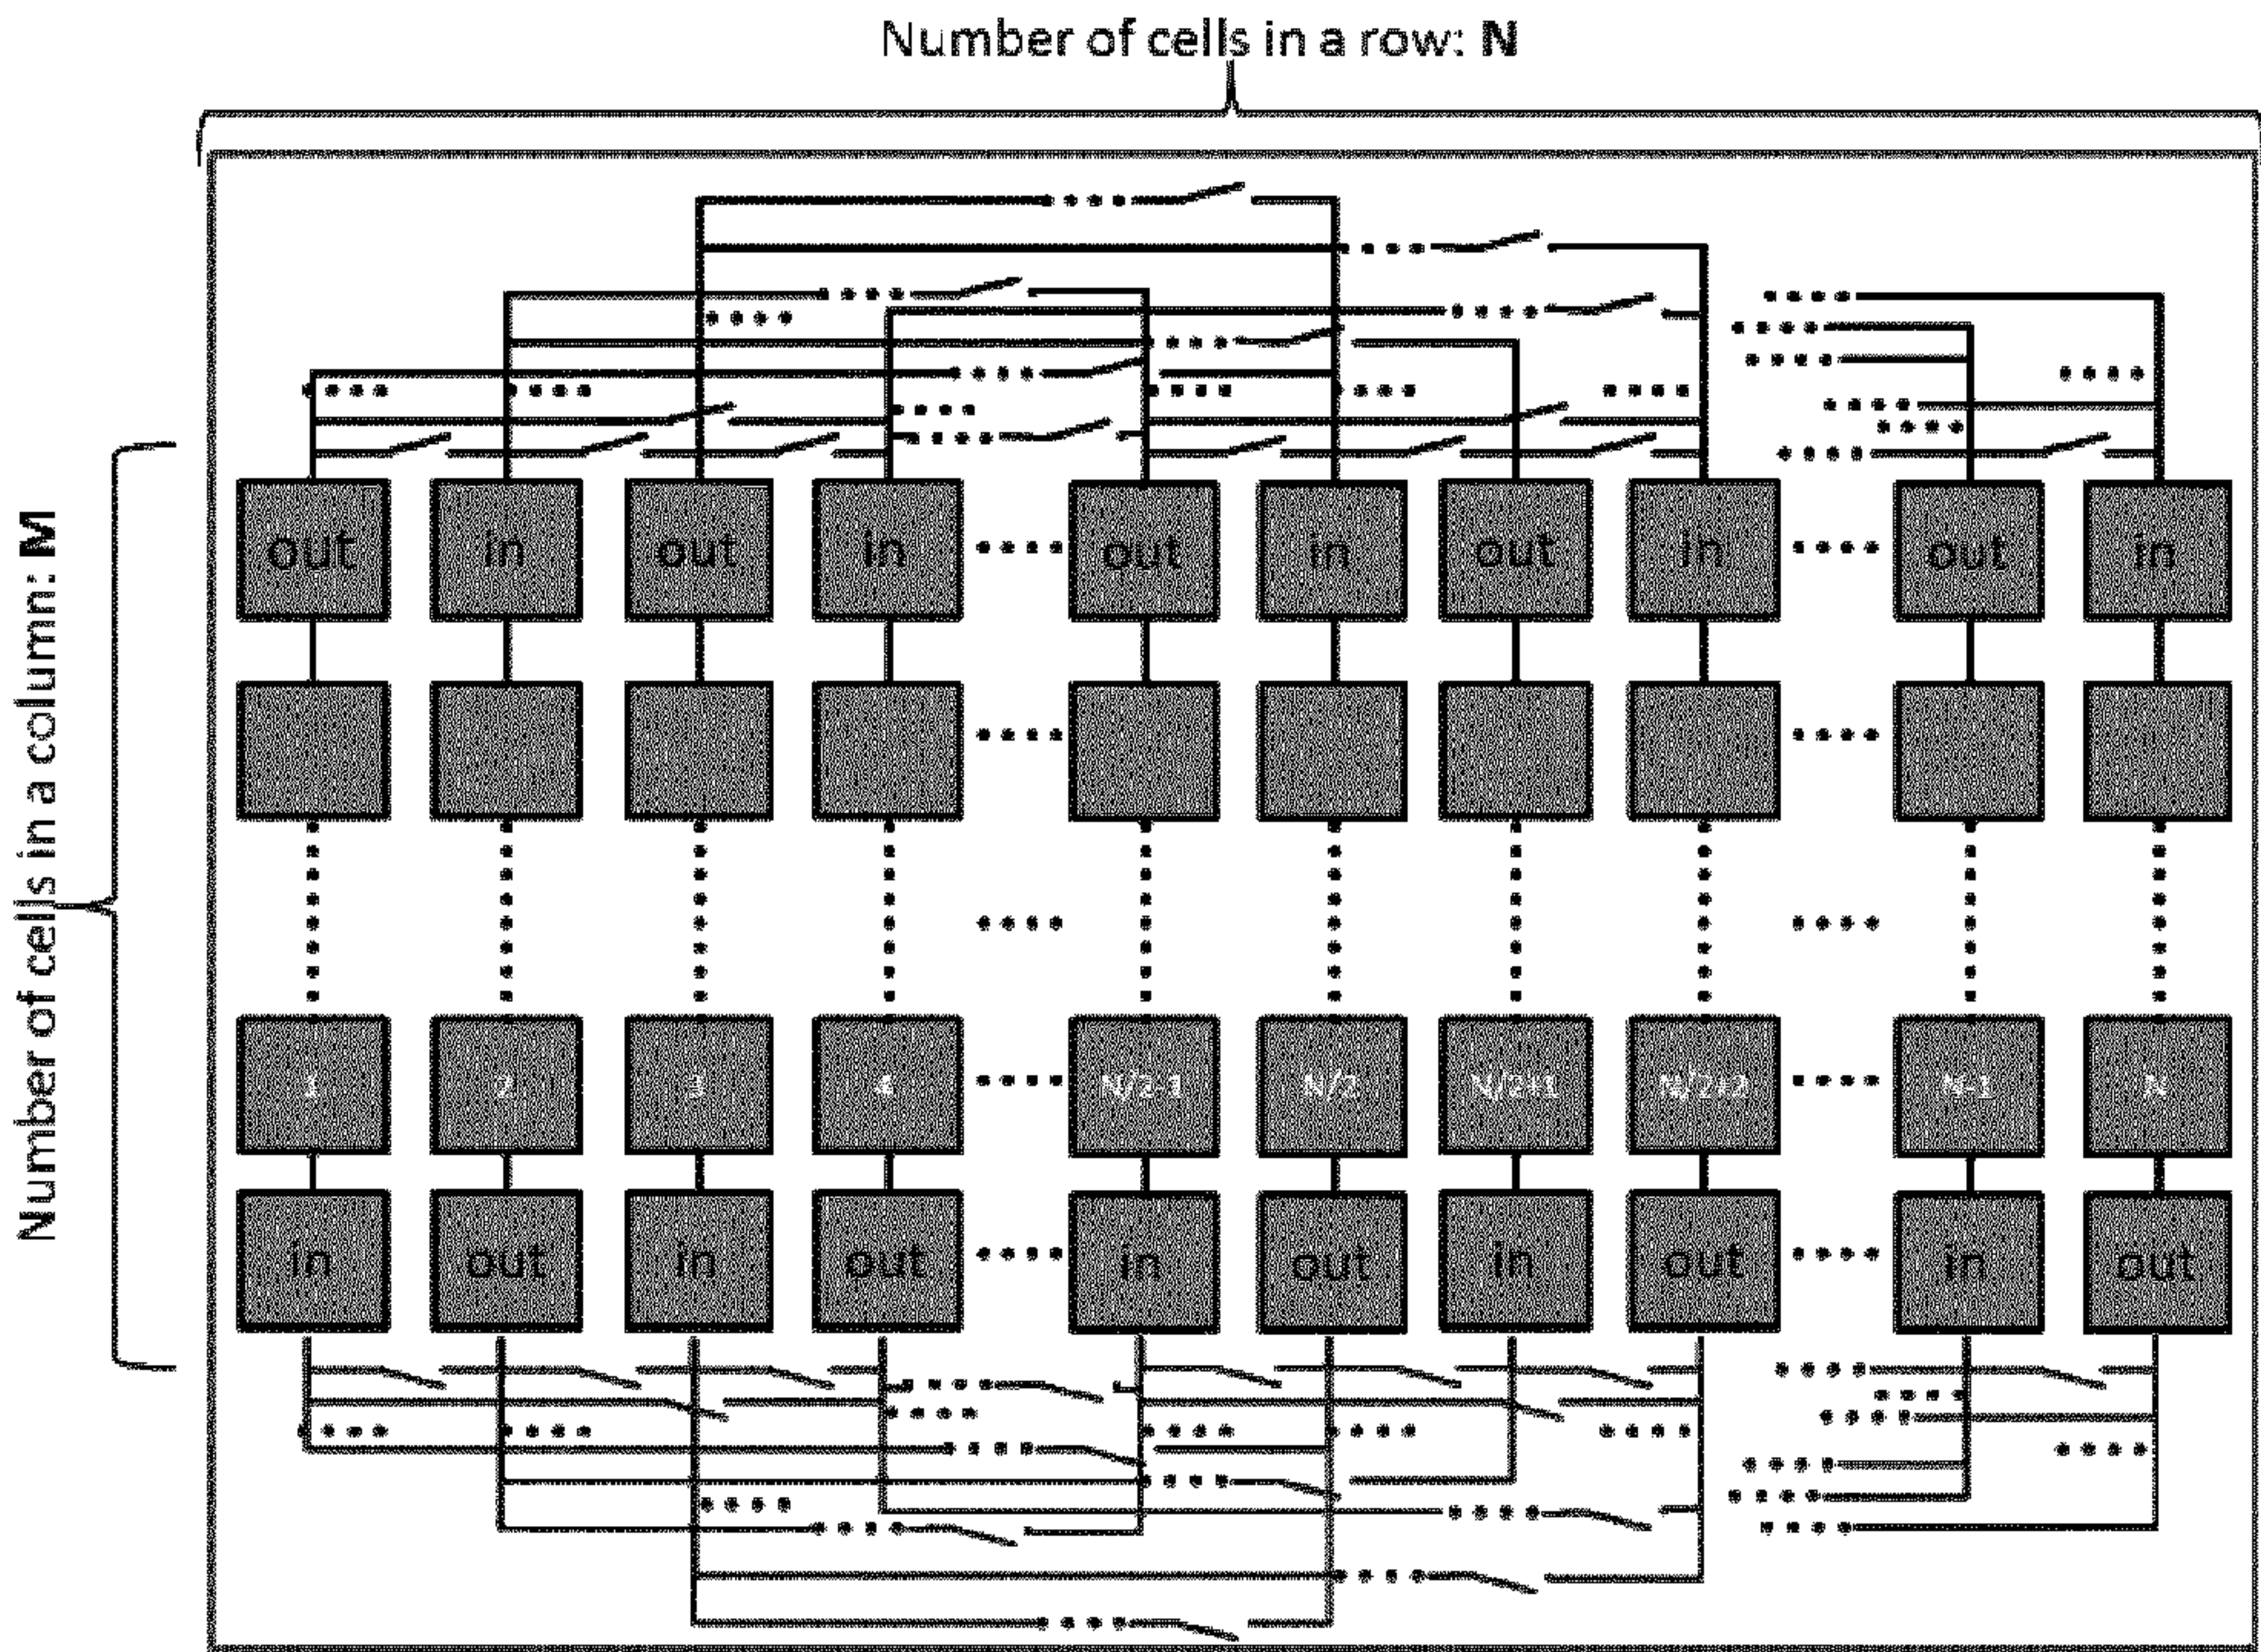 Number of cells in a row: N
Number of cells in a column: M
out in out in out in out in out in
1 2 3 4 N/2-1 N/2 N/2+1 N/2+2 N-1 N
in out in out in out in out in out